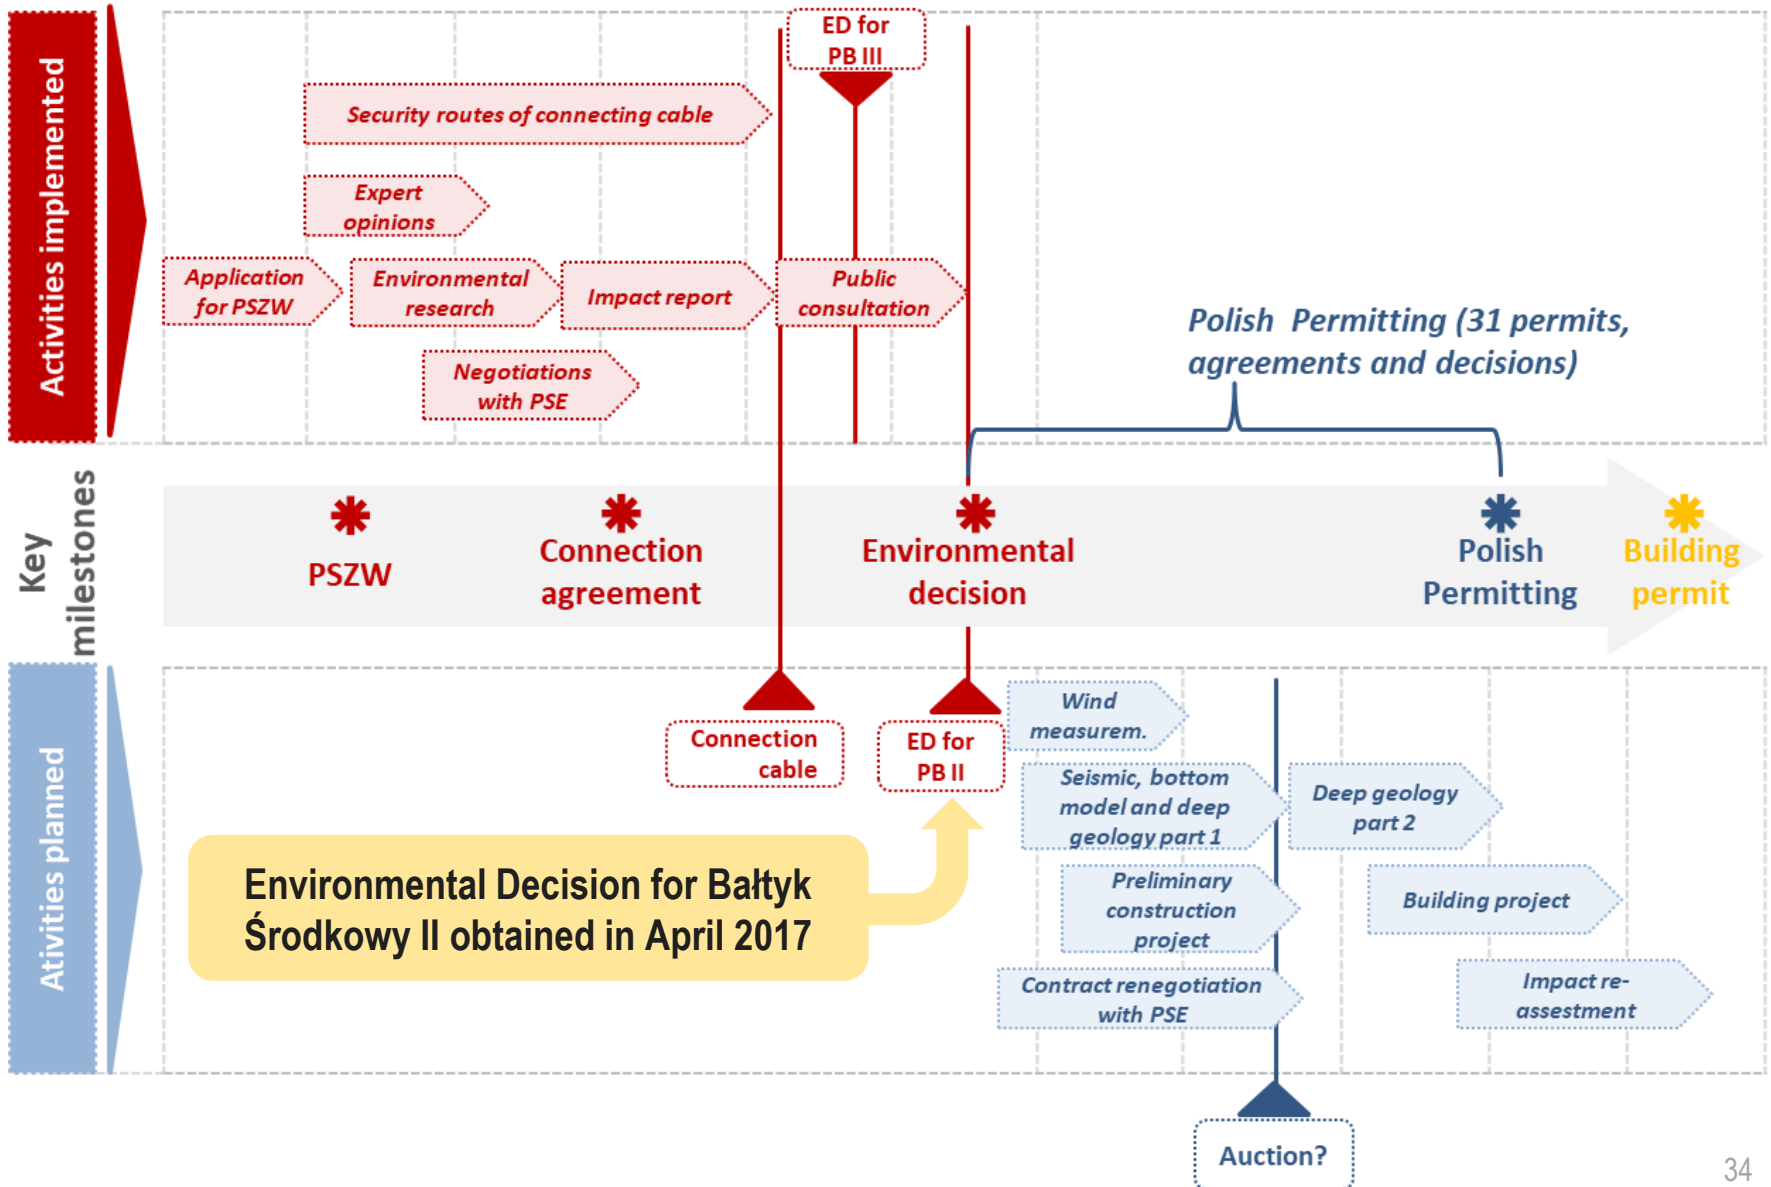 Activities implemented
ED for
PB III
Security routes of connecting cable
Expert
opinions
Application
for PSZW
Environmental
research
Impact report
Public
consultation
Negotiations
with PSE
Polish Permitting (31 permits,
agreements and decisions)
Key
milestones
PSZW
Connection
agreement
Environmental
decision
Polish
Permitting
Building
permit
Ativities planned
Connection
cable
ED for
PB II
Wind
measurem.
Seismic, bottom
model and deep
geology part 1
Deep geology
part 2
Preliminary
construction
project
Building project
Contract renegotiation
with PSE
Impact re-
assestment
Environmental Decision for Bałtyk
Środkowy II obtained in April 2017
Auction?
34